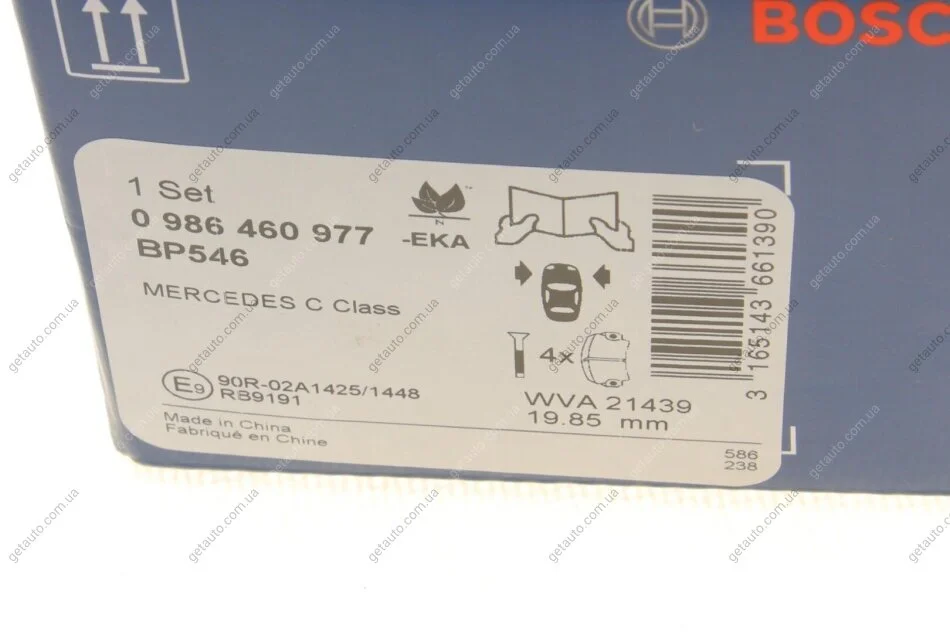 BOSC
1 Set
0 986 460 977
BP546
-EKA
MERCEDES C Class
4x
E9
90R-02A1425/1448
RB9191
WVA 21439
19.85 mm
Made in China
Fabriqué en Chine
586
238
3 165143 661390
getauto.com.ua